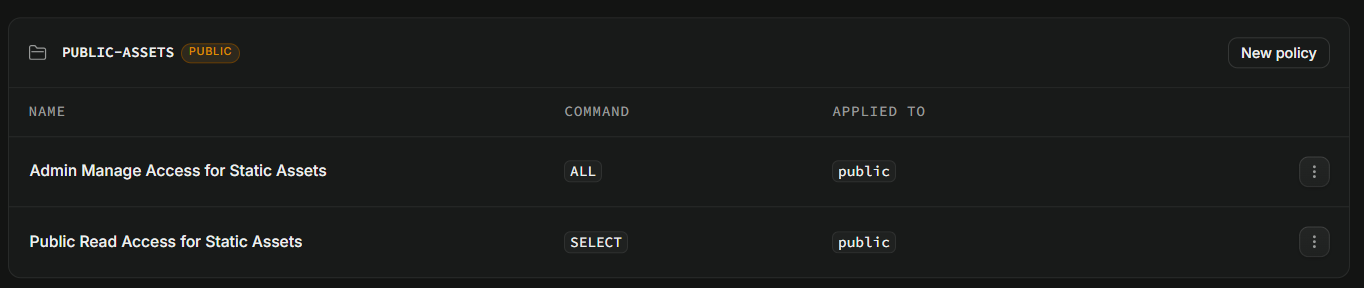 PUBLIC-ASSETS PUBLIC New policy
NAME COMMAND APPLIED TO
Admin Manage Access for Static Assets ALL public
Public Read Access for Static Assets SELECT public